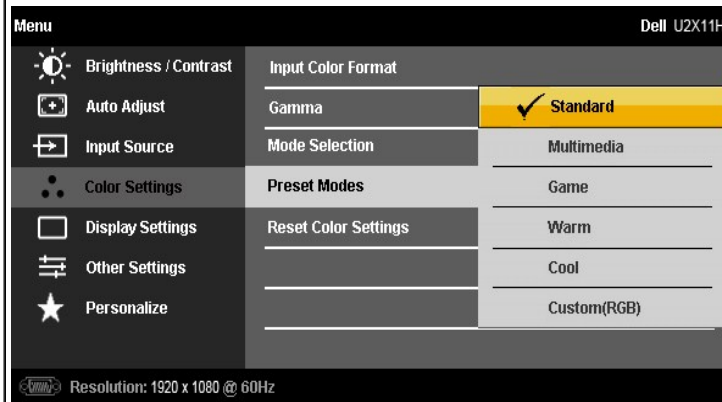 Menu Dell U2X11H
Brightness / Contrast Input Color Format
Auto Adjust Gamma Standard
Input Source Mode Selection Multimedia
Color Settings Preset Modes Game
Display Settings Reset Color Settings Warm
Other Settings Cool
Personalize Custom(RGB)
Resolution: 1920 x 1080 @ 60Hz